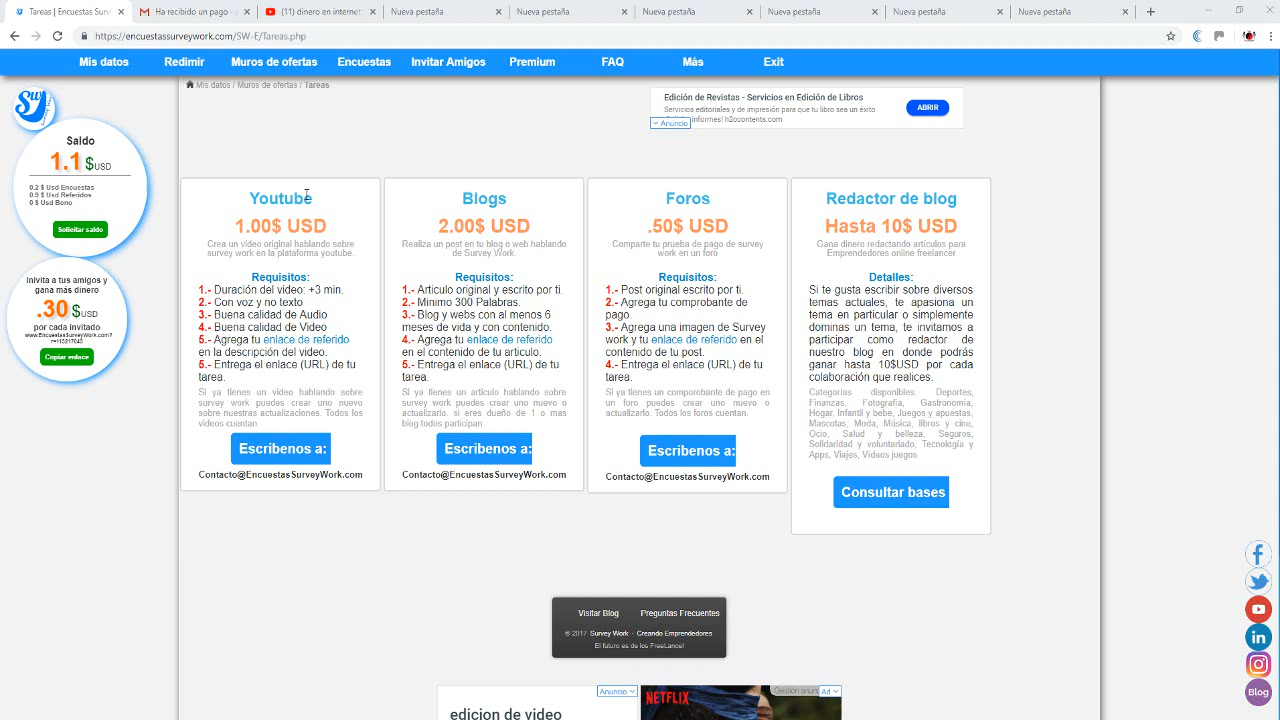 Tareas | Encuestas Surve
Ha recibido un pago -
(11) dinero en internet
Nueva pestaña
Nueva pestaña
Nueva pestaña
Nueva pestaña
Nueva pestaña
Nueva pestaña
https://encuestassurveywork.com/SW-E/Tareas.php
Mis datos
Redimir
Muros de ofertas
Encuestas
Invitar Amigos
Premium
FAQ
Más
Exit
Mis datos / Muros de ofertas / Tareas
Edición de Revistas - Servicios en Edición de Libros
Servicios editoriales y de impresión para que tu libro sea un éxito
informes! h2ocontents.com
ABRIR
Anuncio
SW
Saldo
1.1 $USD
0.2 $ Usd Encuestas
0.9 $ Usd Referidos
0 $ Usd Bono
Solicitar saldo
Invita a tus amigos y
gana más dinero
.30 $USD
por cada invitado
www.EncuestasSurveyWork.com?
r=113217043
Copiar enlace
Youtube
1.00$ USD
Crea un video original hablando sobre
survey work en la plataforma youtube.
Requisitos:
1.- Duración del video: +3 min.
2.- Con voz y no texto
3.- Buena calidad de Audio
4.- Buena calidad de Video
5.- Agrega tu enlace de referido
en la descripción del video.
5.- Entrega el enlace (URL) de tu
tarea.
Si ya tienes un video hablando sobre
survey work puedes crear uno nuevo
sobre nuestras actualizaciones. Todos los
videos cuentan.
Escribenos a:
Contacto@EncuestasSurveyWork.com
Blogs
2.00$ USD
Realiza un post en tu blog o web hablando
de Survey Work.
Requisitos:
1.- Articulo original y escrito por ti.
2.- Minimo 300 Palabras.
3.- Blog y webs con al menos 6
meses de vida y con contenido.
4.- Agrega tu enlace de referido
en el contenido de tu articulo.
5.- Entrega el enlace (URL) de tu
tarea.
Si ya tienes un articulo hablando sobre
survey work puedes crear uno nuevo o
actualizarlo. si eres dueño de 1 o mas
blog todos participan.
Escribenos a:
Contacto@EncuestasSurveyWork.com
Foros
.50$ USD
Comparte tu prueba de pago de survey
work en un foro
Requisitos:
1.- Post original escrito por ti.
2.- Agrega tu comprobante de
pago.
3.- Agrega una imagen de Survey
work y tu enlace de referido en el
contenido de tu post.
4.- Entrega el enlace (URL) de tu
tarea.
Si ya tienes un comporobante de pago en
un foro puedes crear uno nuevo o
actualizarlo. Todos los foros cuentan.
Escribenos a:
Contacto@EncuestasSurveyWork.com
Redactor de blog
Hasta 10$ USD
Gana dinero redactando artículos para
Emprendedores online freelancer
Detalles:
Si te gusta escribir sobre diversos
temas actuales, te apasiona un
tema en particular o simplemente
dominas un tema, te invitamos a
participar como redactor de
nuestro blog en donde podrás
ganar hasta 10$USD por cada
colaboración que realices.
Categorías disponibles: Deportes,
Finanzas, Fotografía, Gastronomía,
Hogar, Infantil y bebe, Juegos y apuestas,
Mascotas, Moda, Música, libros y cine,
Ocio, Salud y belleza, Seguros,
Solidaridad y voluntariado, Tecnología y
Apps, Viajes, Videos juegos
Consultar bases
Visitar Blog
Preguntas Frecuentes
® 2017 Survey Work - Creando Emprendedores
El futuro es de los FreeLance!
Blog
Anuncio
edicion de video
NETFLIX
Gestion anun
Ad